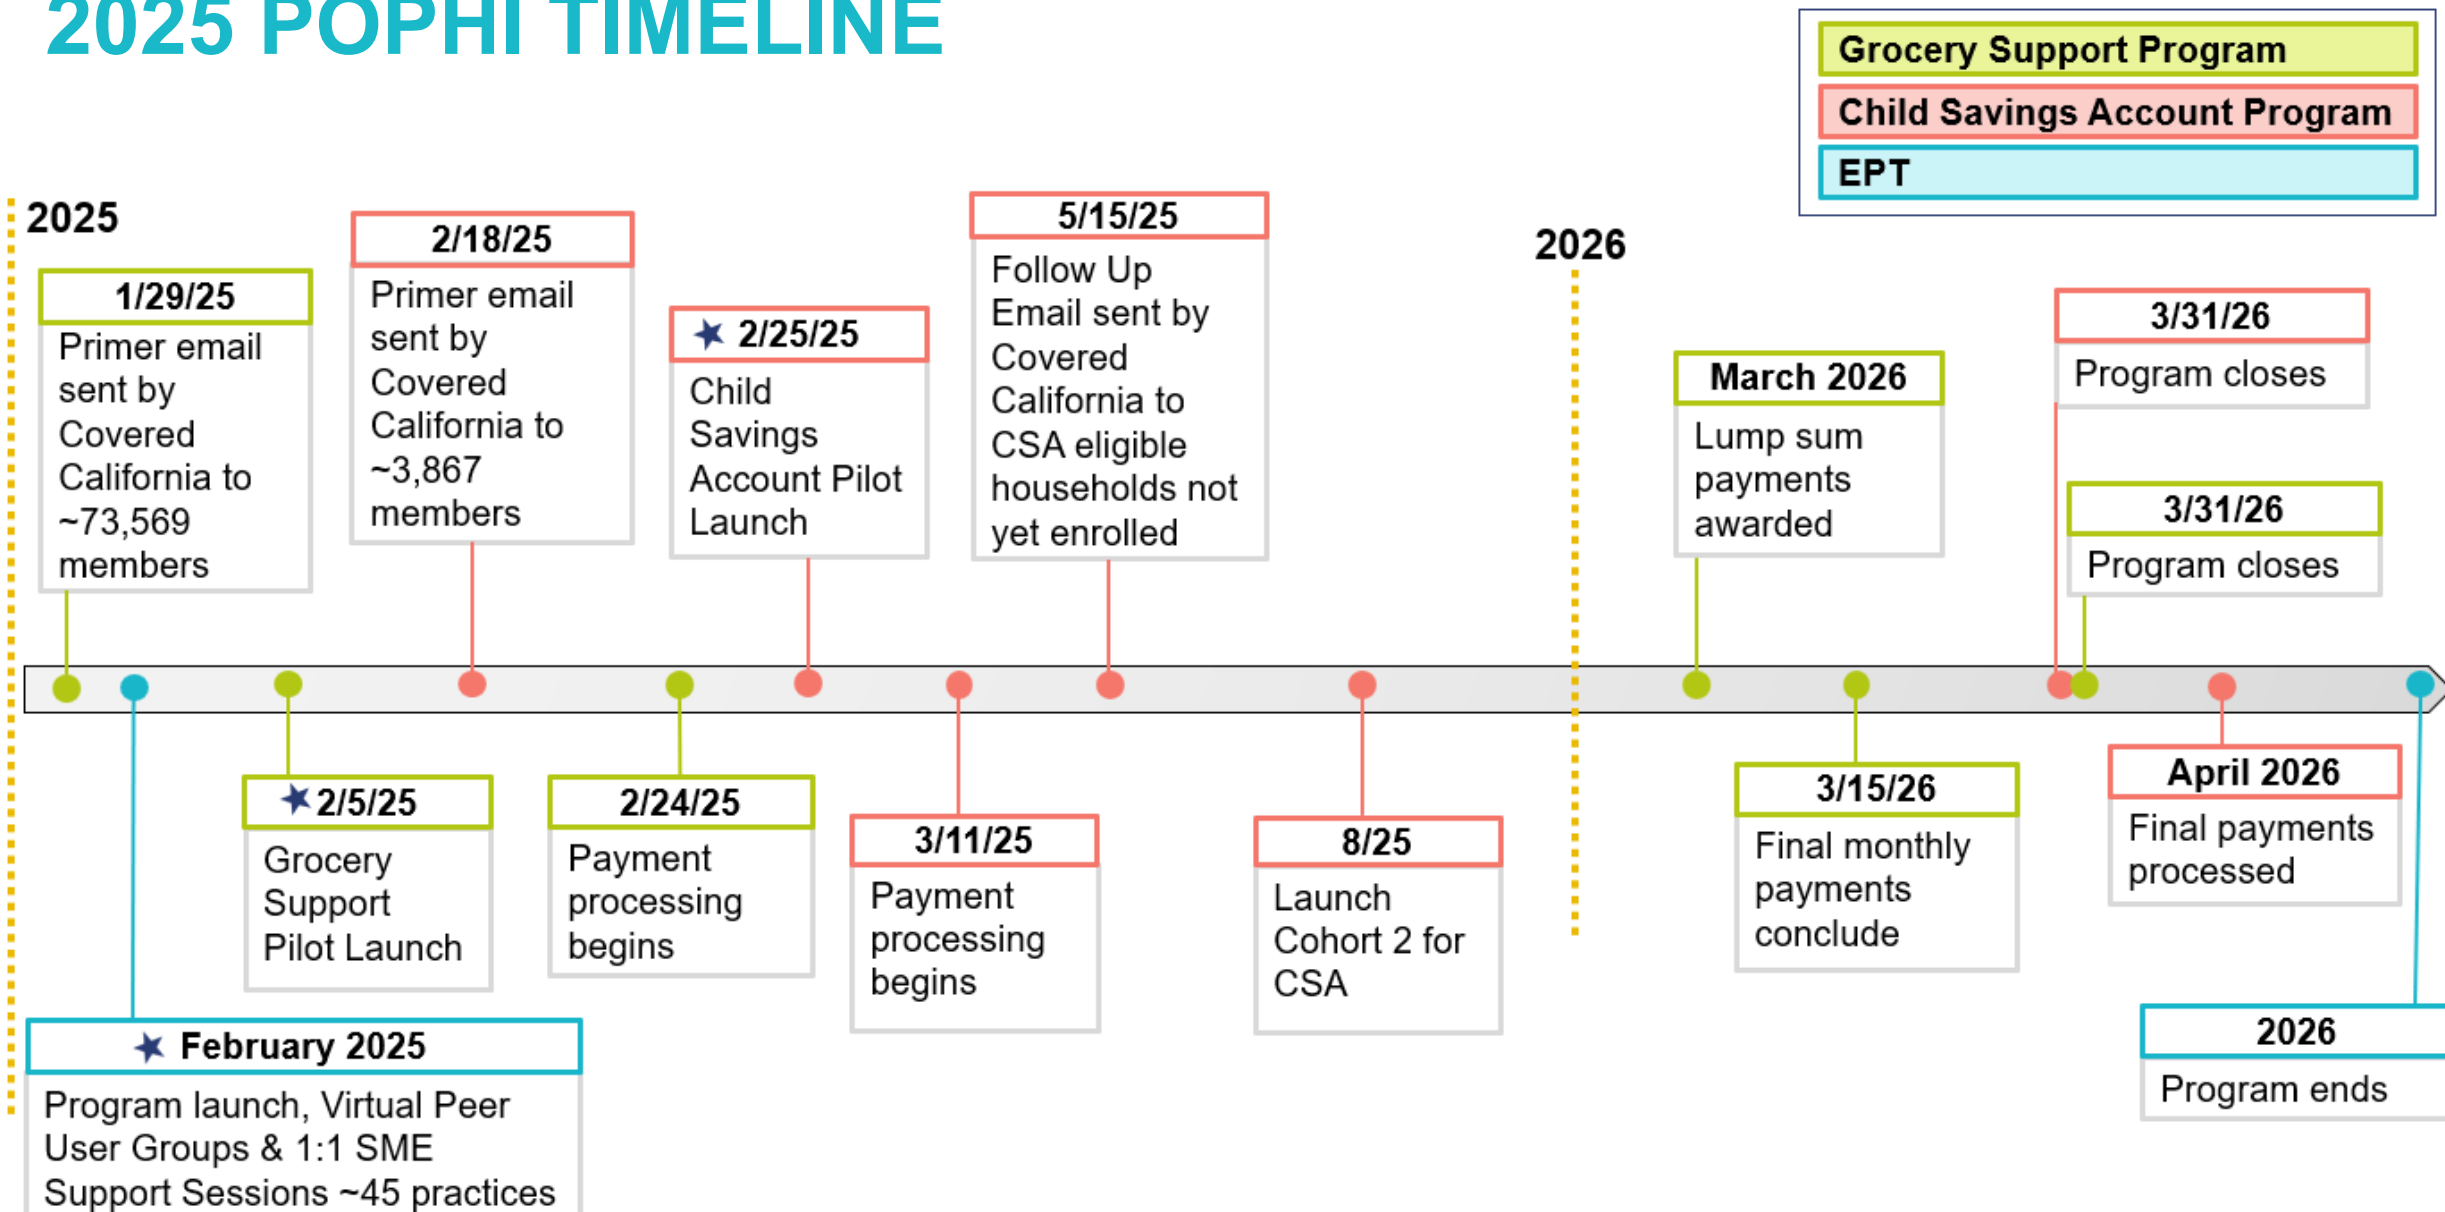 2025 POPHI TIMELINE
Grocery Support Program
Child Savings Account Program
EPT
2025
1/29/25
Primer email
sent by
Covered
California to
~73,569
members
2/18/25
Primer email
sent by
Covered
California to
~3,867
members
2/25/25
Child
Savings
Account Pilot
Launch
5/15/25
Follow Up
Email sent by
Covered
California to
CSA eligible
households not
yet enrolled
2026
March 2026
Lump sum
payments
awarded
3/31/26
Program closes
3/31/26
Program closes
2/5/25
Grocery
Support
Pilot Launch
2/24/25
Payment
processing
begins
3/11/25
Payment
processing
begins
8/25
Launch
Cohort 2 for
CSA
3/15/26
Final monthly
payments
conclude
April 2026
Final payments
processed
February 2025
Program launch, Virtual Peer
User Groups & 1:1 SME
Support Sessions ~45 practices
2026
Program ends